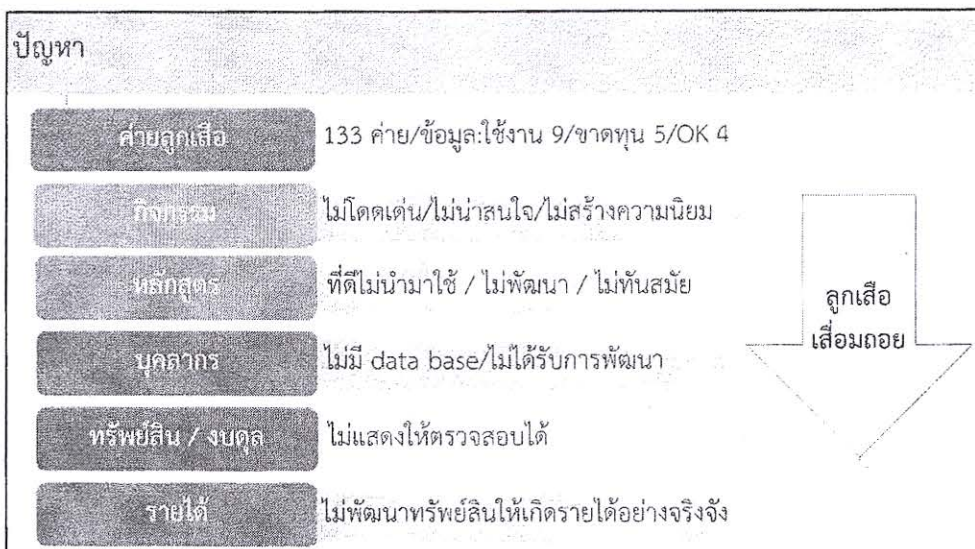 ปัญหา
ค่ายลูกเสือ 133 ค่าย/ข้อมูล:ใช้งาน 9/ขาดทุน 5/OK 4
กิจกรรม ไม่โดดเด่น/ไม่น่าสนใจ/ไม่สร้างความนิยม
หลักสูตร ที่ดีไม่นำมาใช้ / ไม่พัฒนา / ไม่ทันสมัย
ลูกเสือ
เสื่อมถอย
บุคลากร ไม่มี data base/ไม่ได้รับการพัฒนา
ทรัพย์สิน / งบดุล ไม่แสดงให้ตรวจสอบได้
รายได้ ไม่พัฒนาทรัพย์สินให้เกิดรายได้อย่างจริงจัง